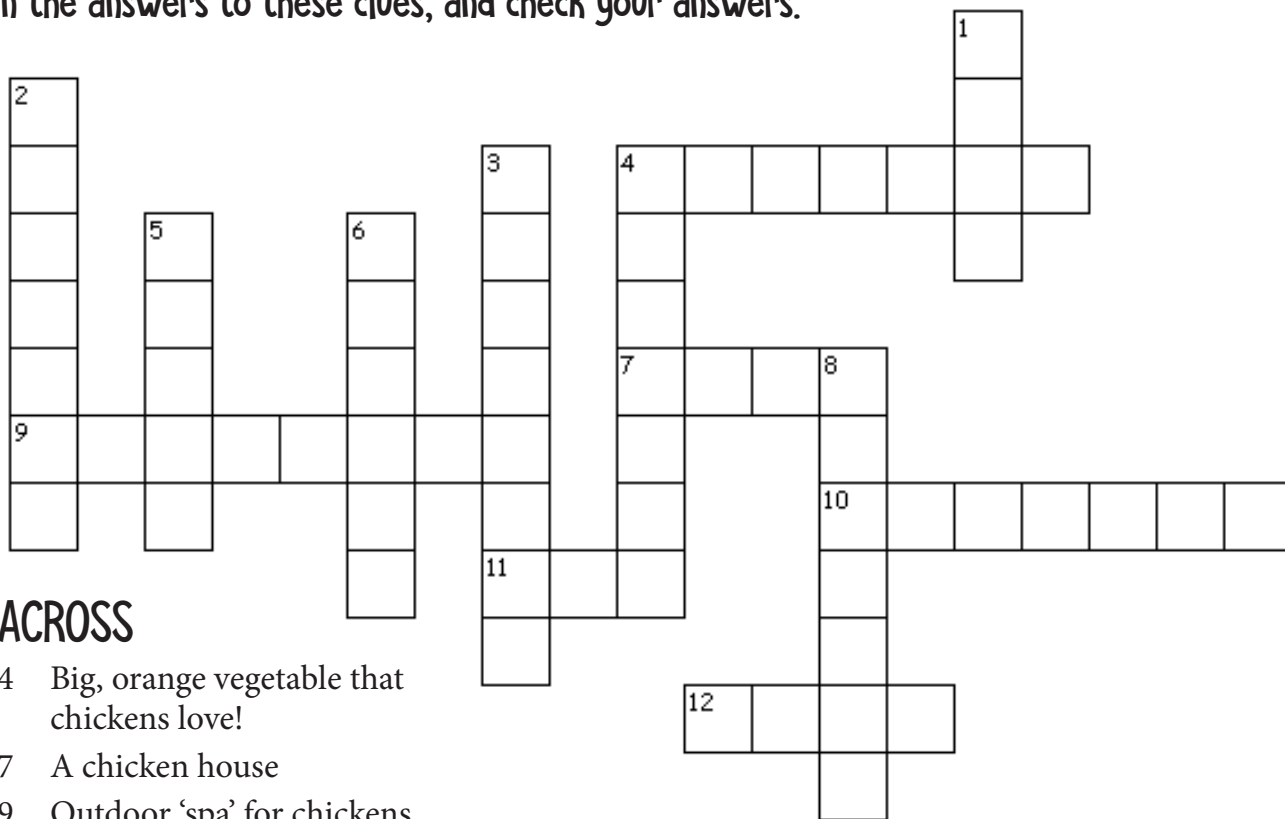 in the answers to these clues, and check your answers.
1
2
3
4
5
6
7
8
9
10
11
12
ACROSS
4 Big, orange vegetable that
chickens love!
7 A chicken house
9 Outdoor ‘spa’ for chickens